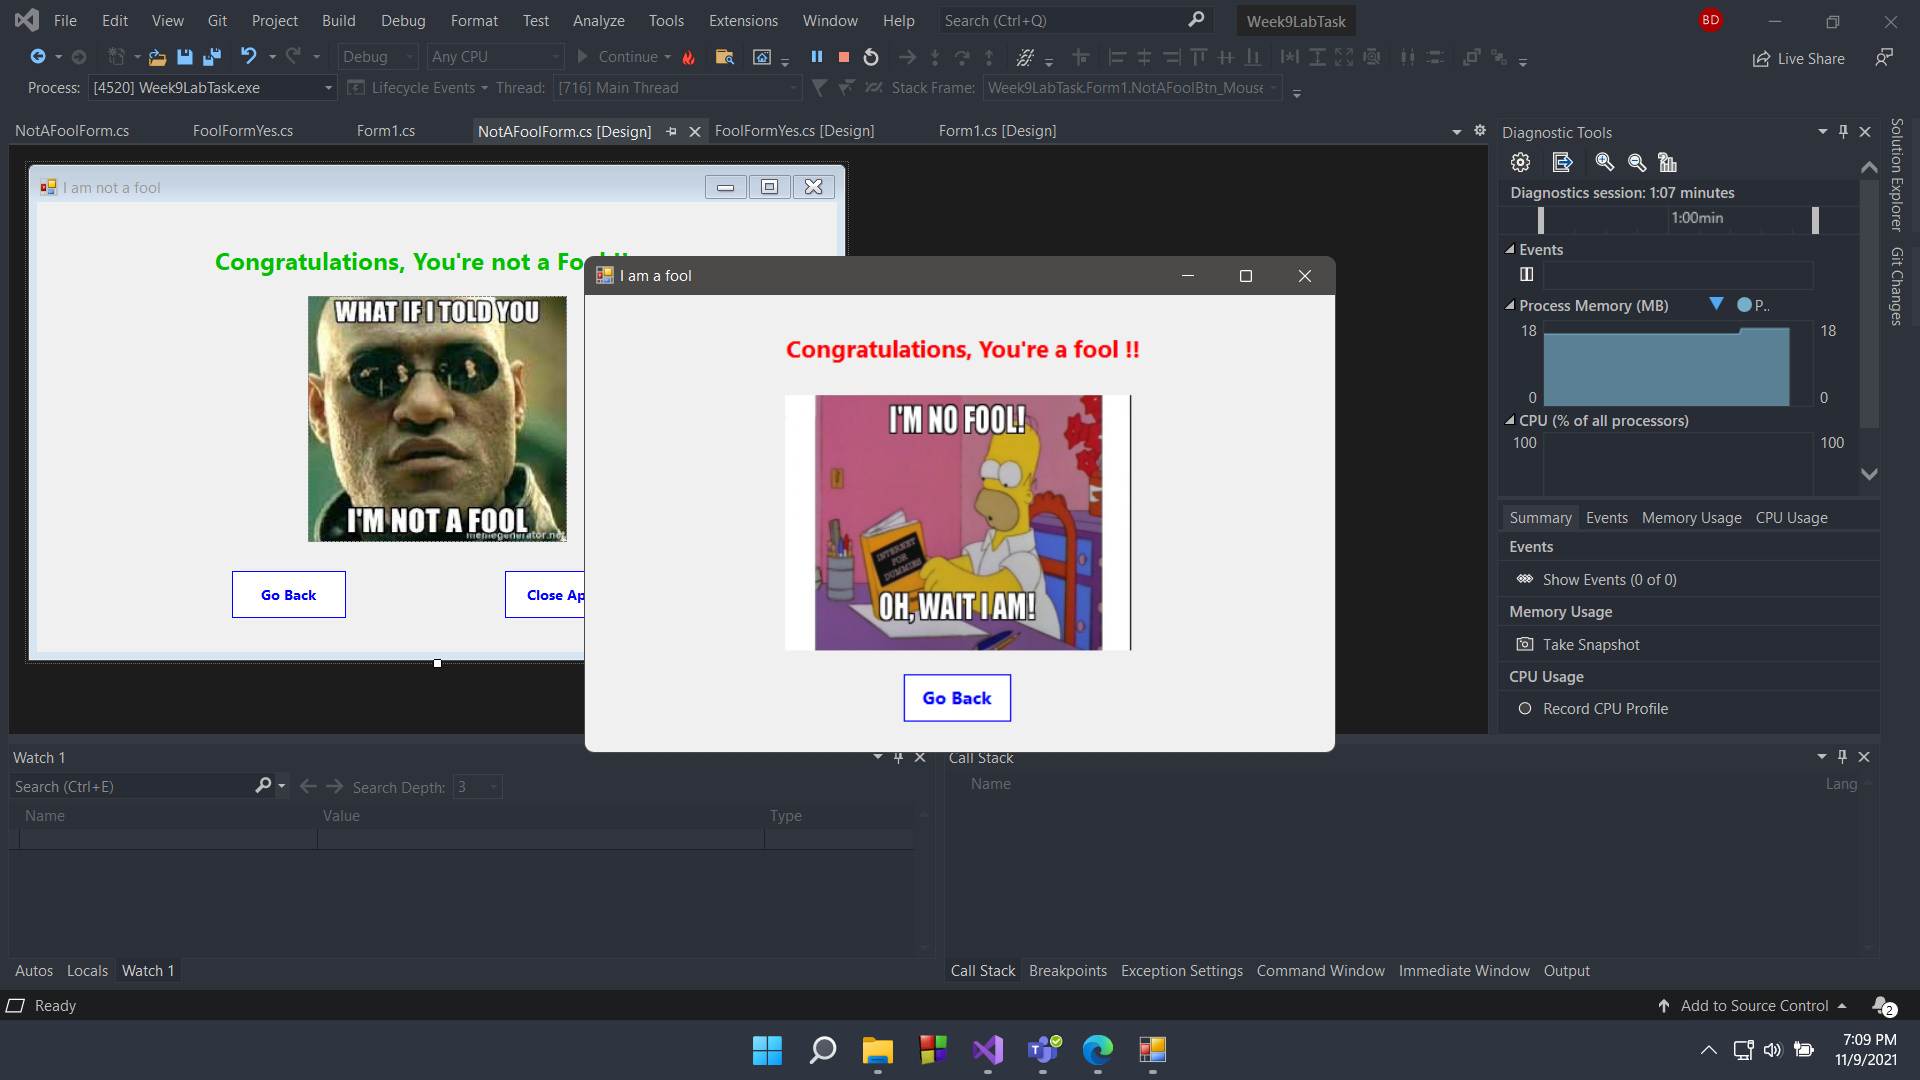 File Edit View Git Project Build Debug Format Test Analyze Tools Extensions Window Help Search (Ctrl+Q) Week9LabTask BD
Debug Any CPU Continue Live Share
Process: [4520] Week9LabTask.exe Lifecycle Events Thread: [716] Main Thread Stack Frame: Week9LabTask.Form1.NotAFoolBtn_Mouse
NotAFoolForm.cs FoolFormYes.cs Form1.cs NotAFoolForm.cs [Design] FoolFormYes.cs [Design] Form1.cs [Design]
I am not a fool
Congratulations, You're not a Fo
WHAT IF I TOLD YOU
I'M NOT A FOOL
memegenerator.net
Go Back Close Ap
I am a fool
Congratulations, You're a fool !!
I'M NO FOOL!
INTERNET
FOR
DUMMIES
OH, WAIT I AM!
Go Back
Diagnostic Tools
Diagnostics session: 1:07 minutes
1:00min
Events
Process Memory (MB) P..
18 18
0 0
CPU (% of all processors)
100 100
Summary Events Memory Usage CPU Usage
Events
Show Events (0 of 0)
Memory Usage
Take Snapshot
CPU Usage
Record CPU Profile
Solution Explorer
Git Changes
Watch 1
Search (Ctrl+E) Search Depth: 3
Name Value Type
Autos Locals Watch 1
Call Stack
Name Lang
Call Stack Breakpoints Exception Settings Command Window Immediate Window Output
Ready Add to Source Control 2
7:09 PM
11/9/2021